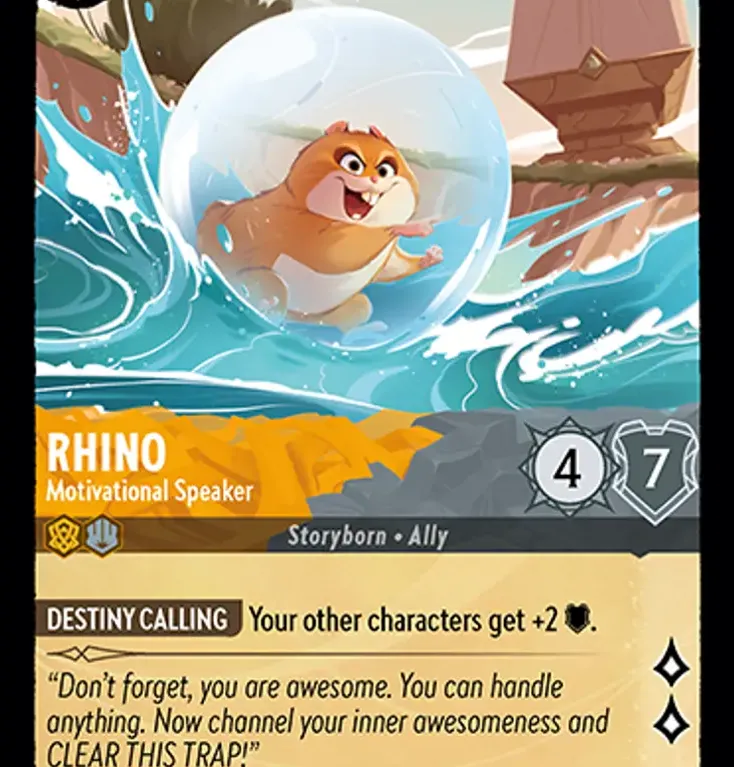 RHINO
Motivational Speaker
4
7
Storyborn • Ally
DESTINY CALLING Your other characters get +2 .
“Don’t forget, you are awesome. You can handle
anything. Now channel your inner awesomeness and
CLEAR THIS TRAP!”